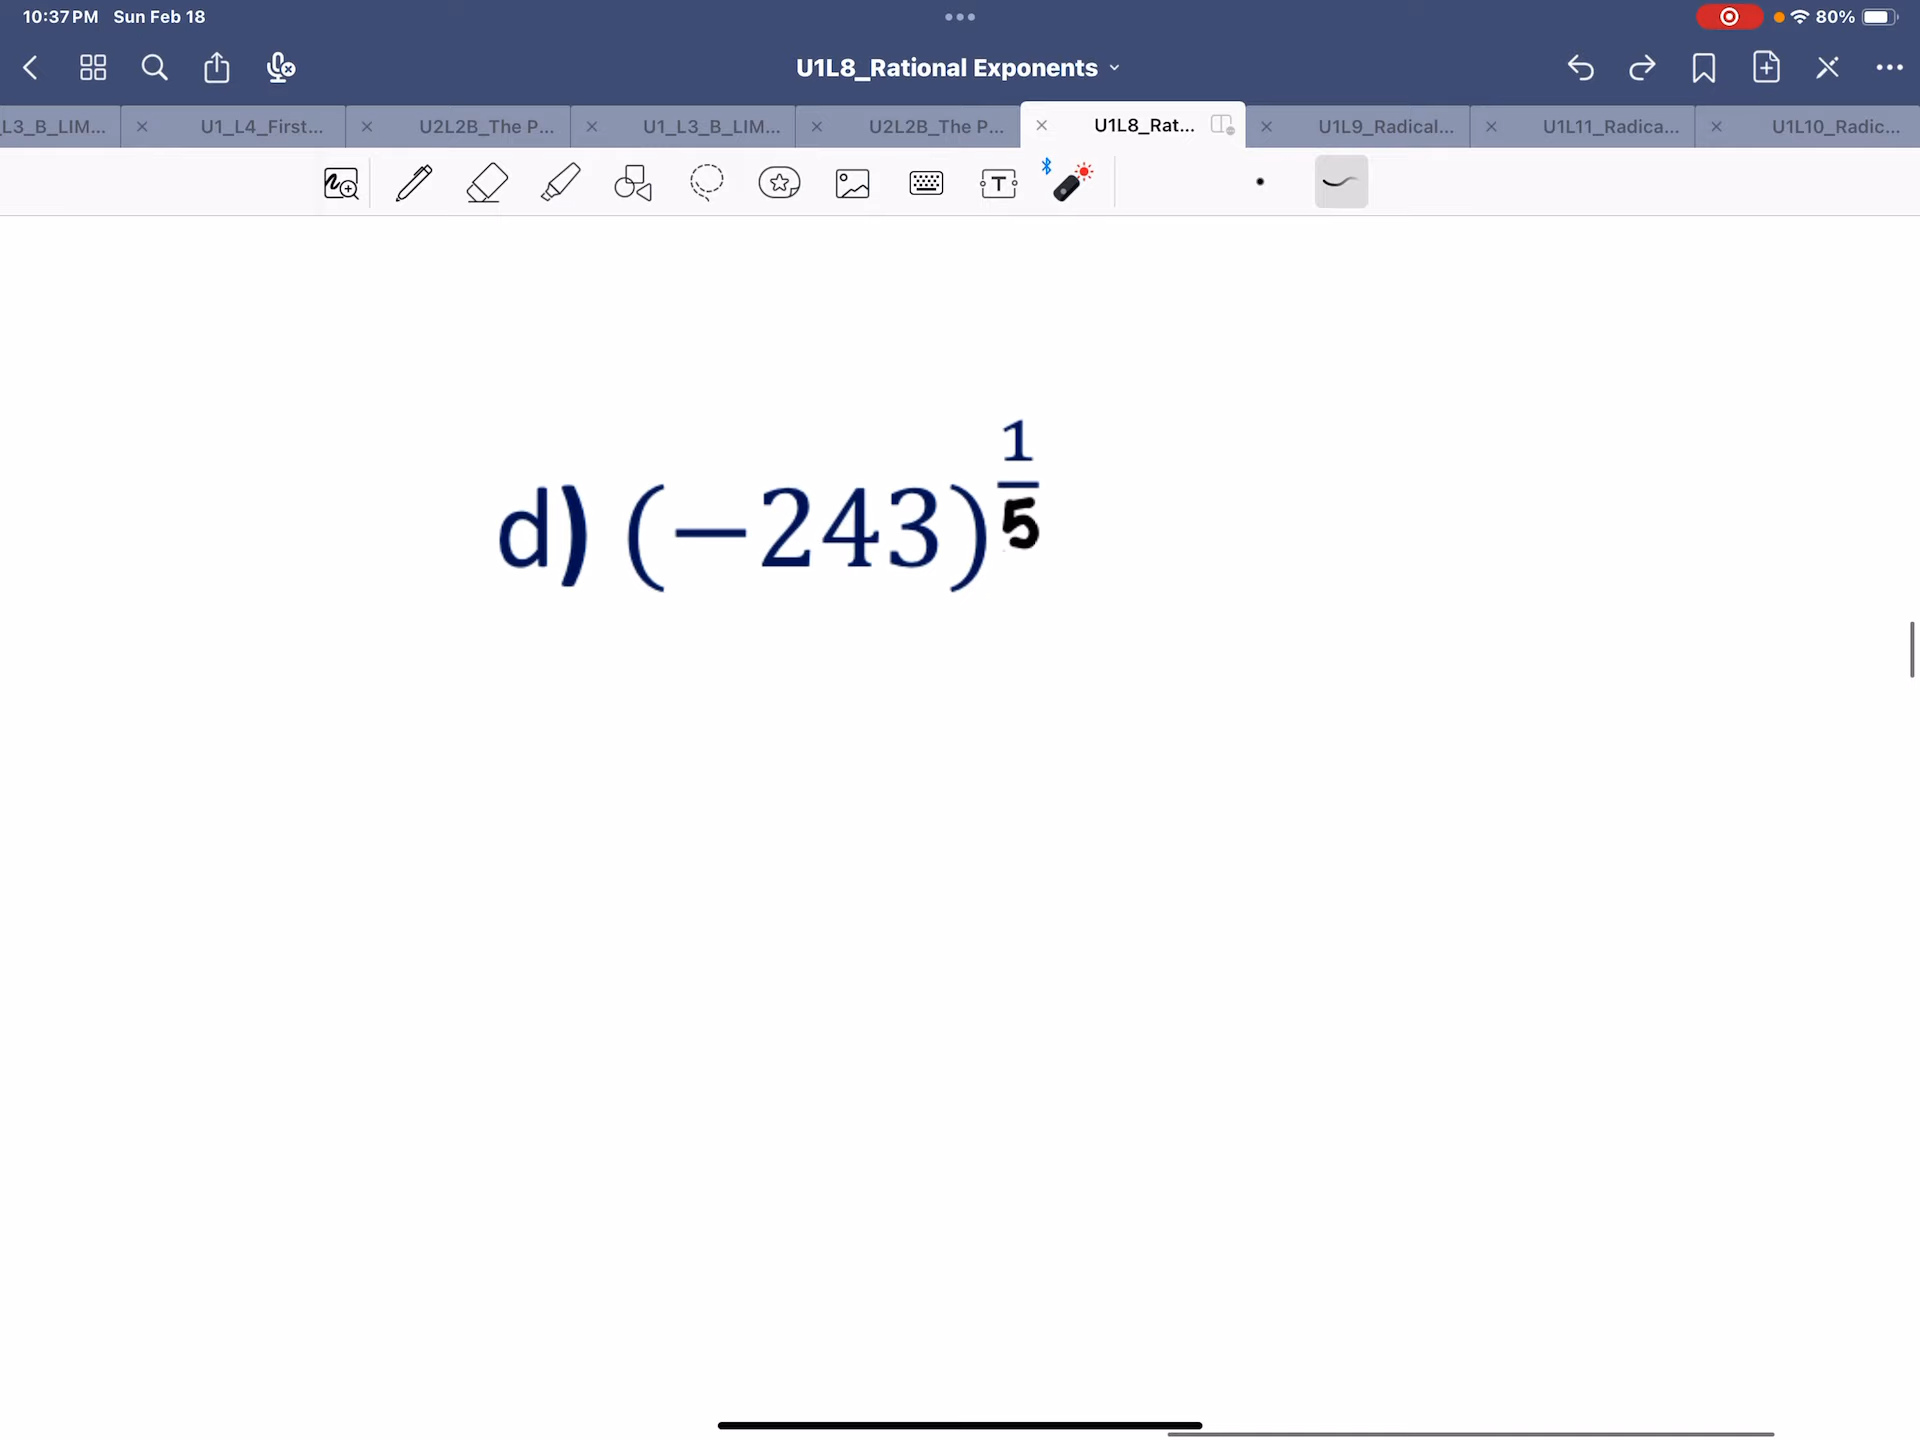 10:37 PM Sun Feb 18 80%
U1L8_Rational Exponents
_L3_B_LIM... U1_L4_First... U2L2B_The P... U1_L3_B_LIM... U2L2B_The P... U1L8_Rat... U1L9_Radical... U1L11_Radica... U1L10_Radic...
T
d) (−243)^(1/5)